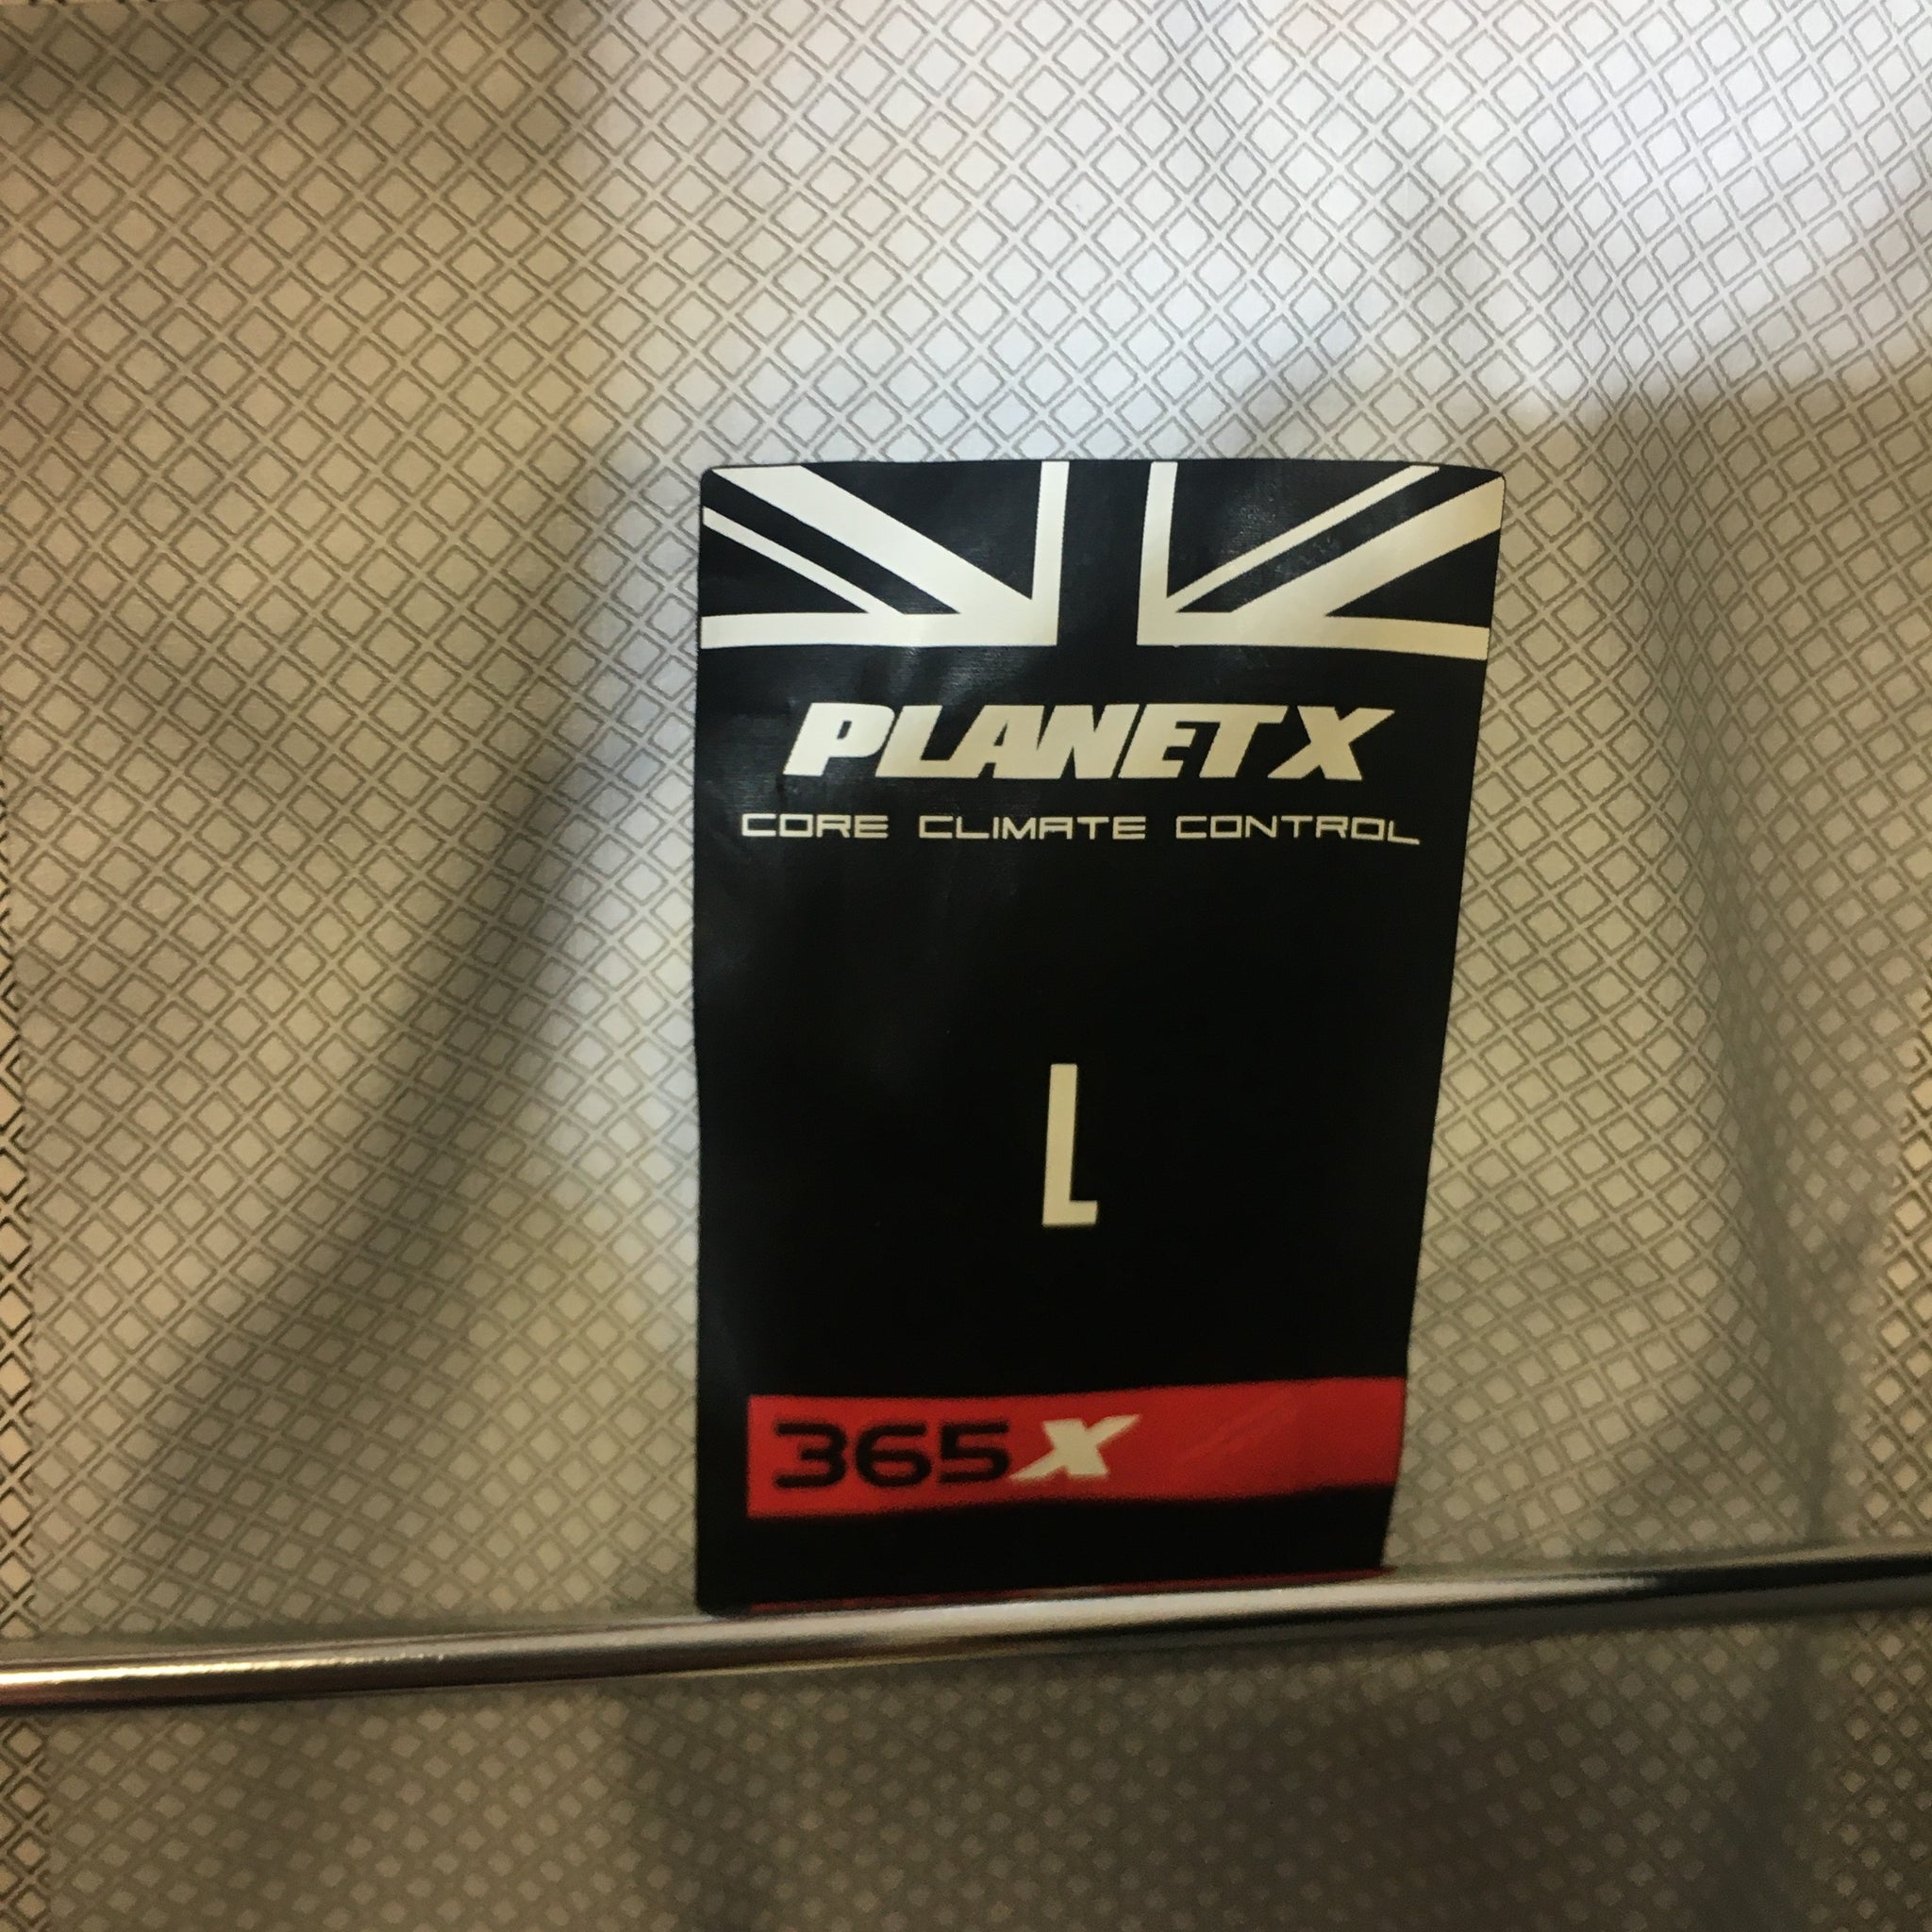 PLANET X
CORE CLIMATE CONTROL
L
365X